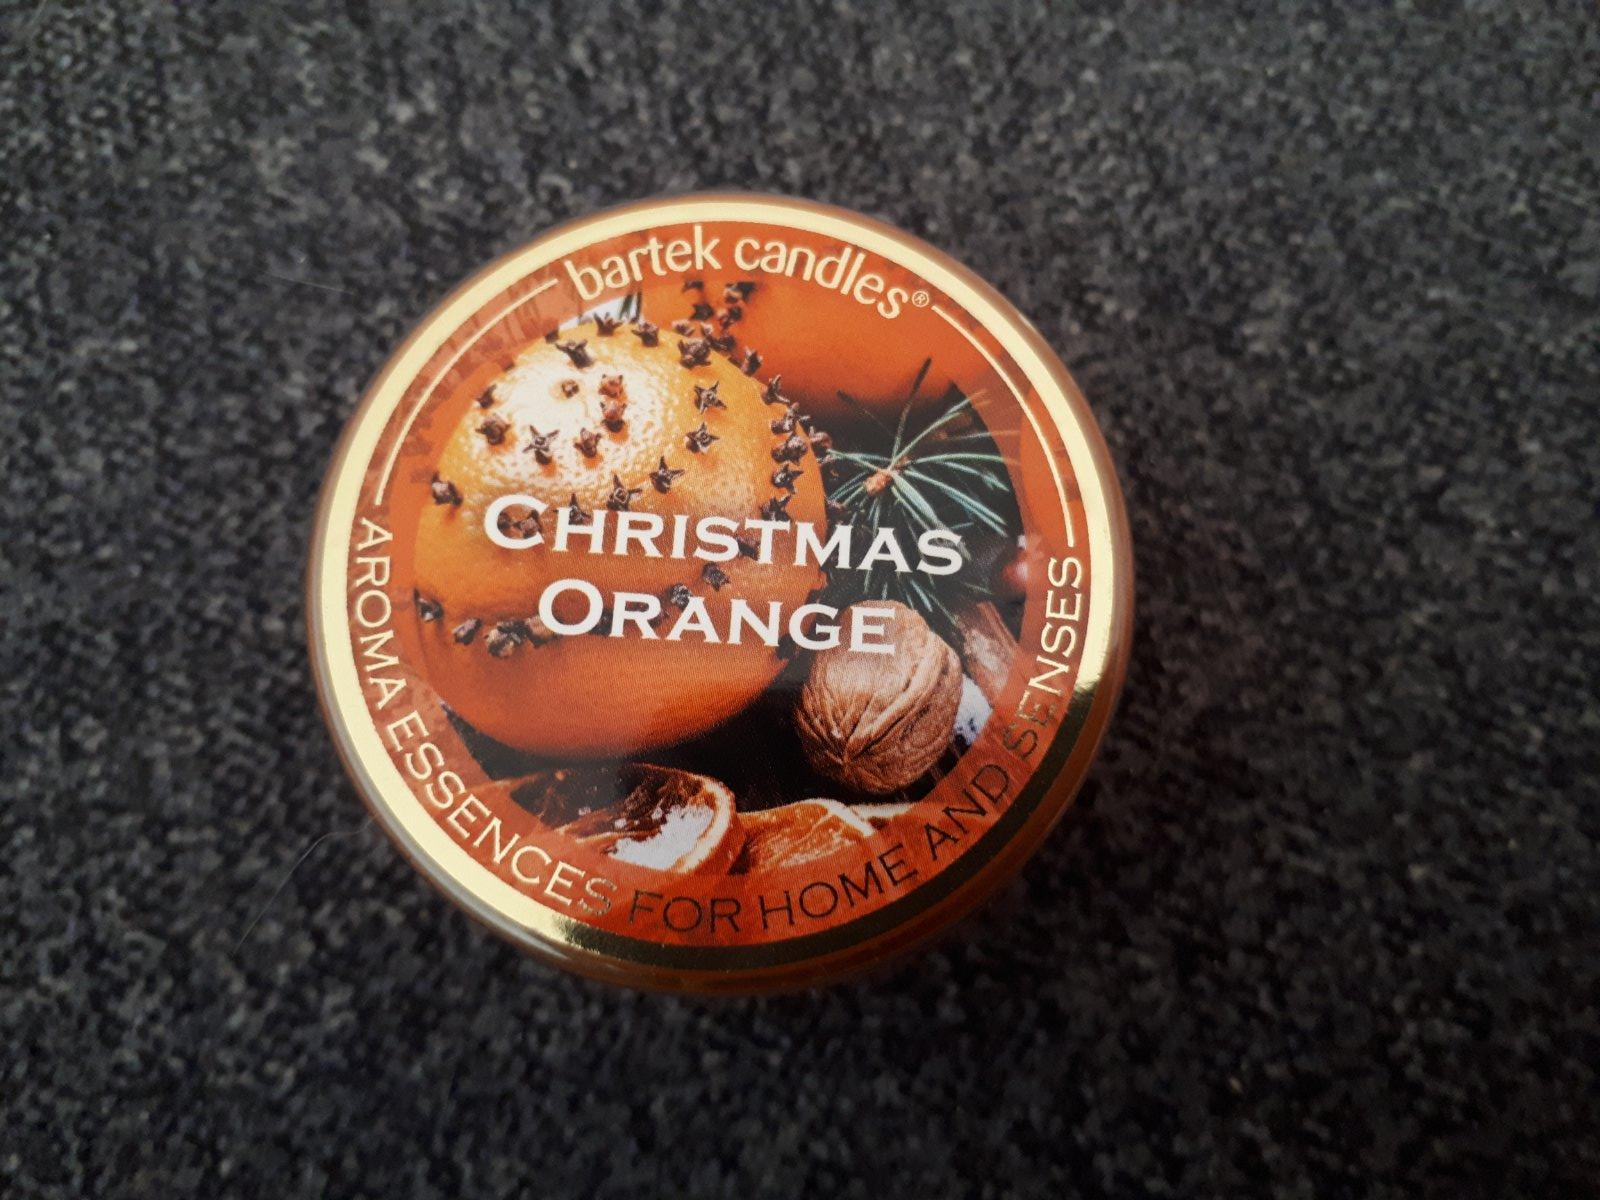 bartek candles®
CHRISTMAS
ORANGE
AROMA ESSENCES FOR HOME AND SENSES